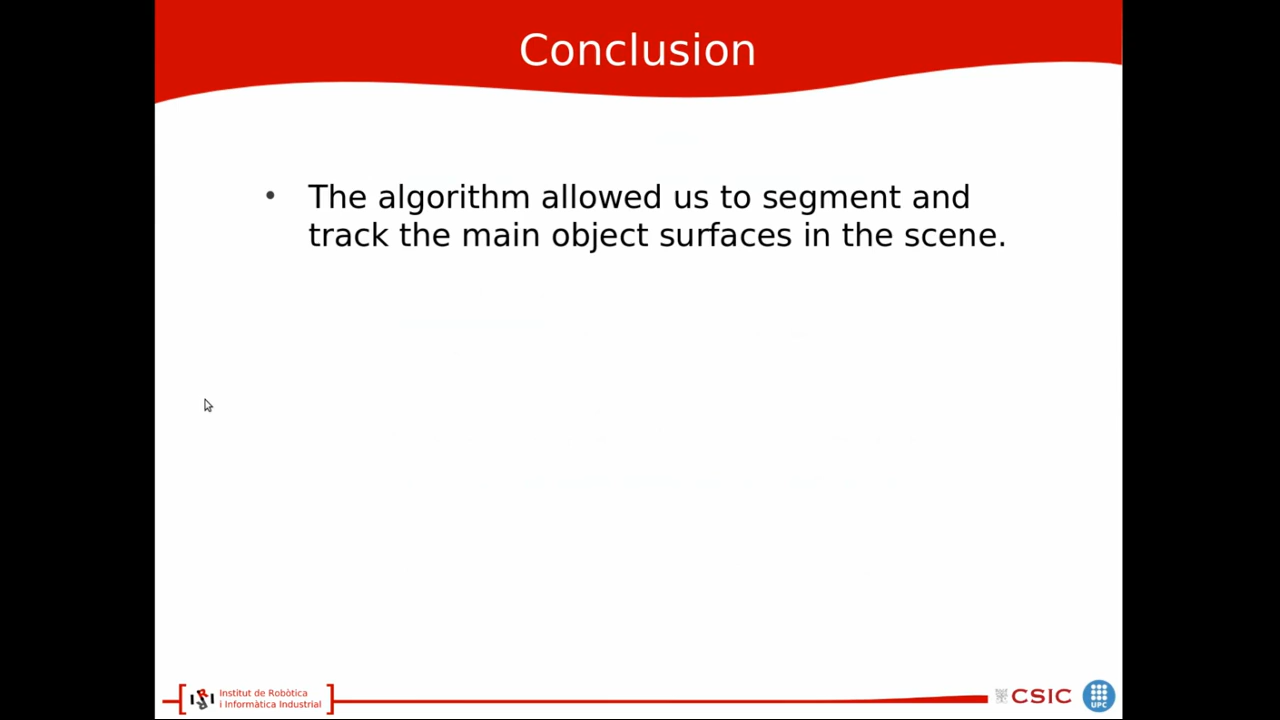 Conclusion
• The algorithm allowed us to segment and
track the main object surfaces in the scene.
IRI
Institut de Robòtica
i Informàtica Industrial
CSIC
UPC